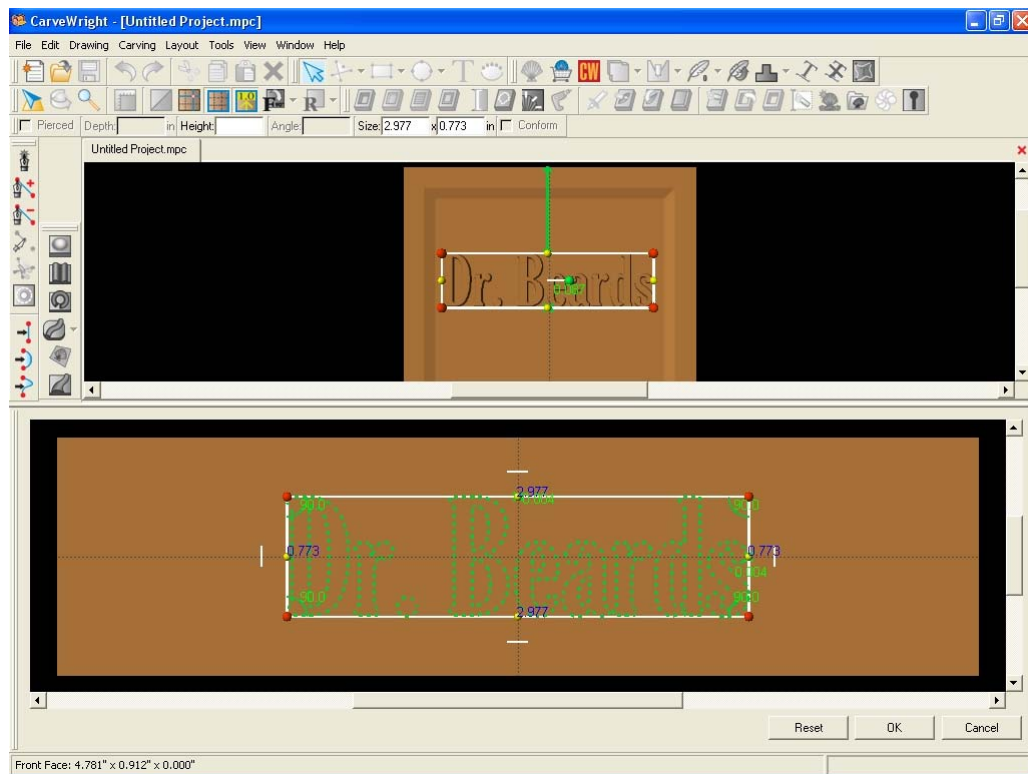 CarveWright - [Untitled Project.mpc]
File Edit Drawing Carving Layout Tools View Window Help
CW
Pierced Depth: in Height: Angle: Size: 2.977 x 0.773 in Conform
Untitled Project.mpc
Dr. Beards
2.977
90.0 90.0
Dr. Beards
0.773 0.773
90.0 90.0
2.977
Reset OK Cancel
Front Face: 4.781" x 0.912" x 0.000"